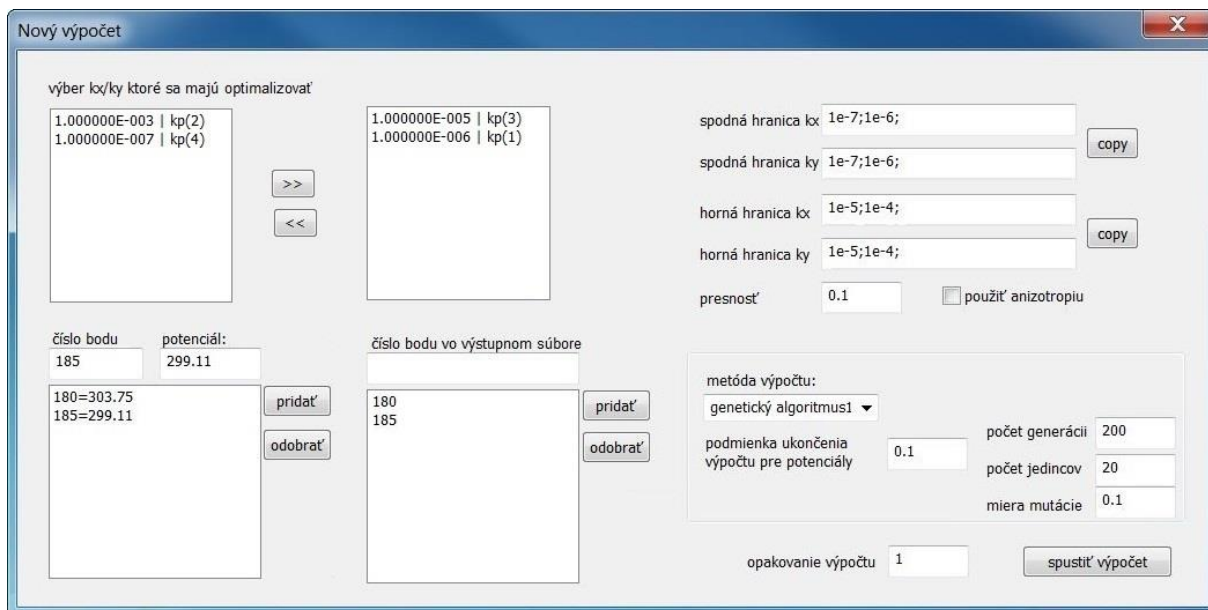 Nový výpočet
X
výber kx/ky ktoré sa majú optimalizovať
1.000000E-003 | kp(2)
1.000000E-007 | kp(4)
>>
<<
1.000000E-005 | kp(3)
1.000000E-006 | kp(1)
spodná hranica kx 1e-7;1e-6;
spodná hranica ky 1e-7;1e-6;
copy
horná hranica kx 1e-5;1e-4;
horná hranica ky 1e-5;1e-4;
copy
presnosť 0.1 použiť anizotropiu
číslo bodu potenciál:
185 299.11
180=303.75
185=299.11
pridať
odobrať
číslo bodu vo výstupnom súbore
180
185
pridať
odobrať
metóda výpočtu:
genetický algoritmus1
podmienka ukončenia
výpočtu pre potenciály 0.1
počet generácii 200
počet jedincov 20
miera mutácie 0.1
opakovanie výpočtu 1 spustiť výpočet